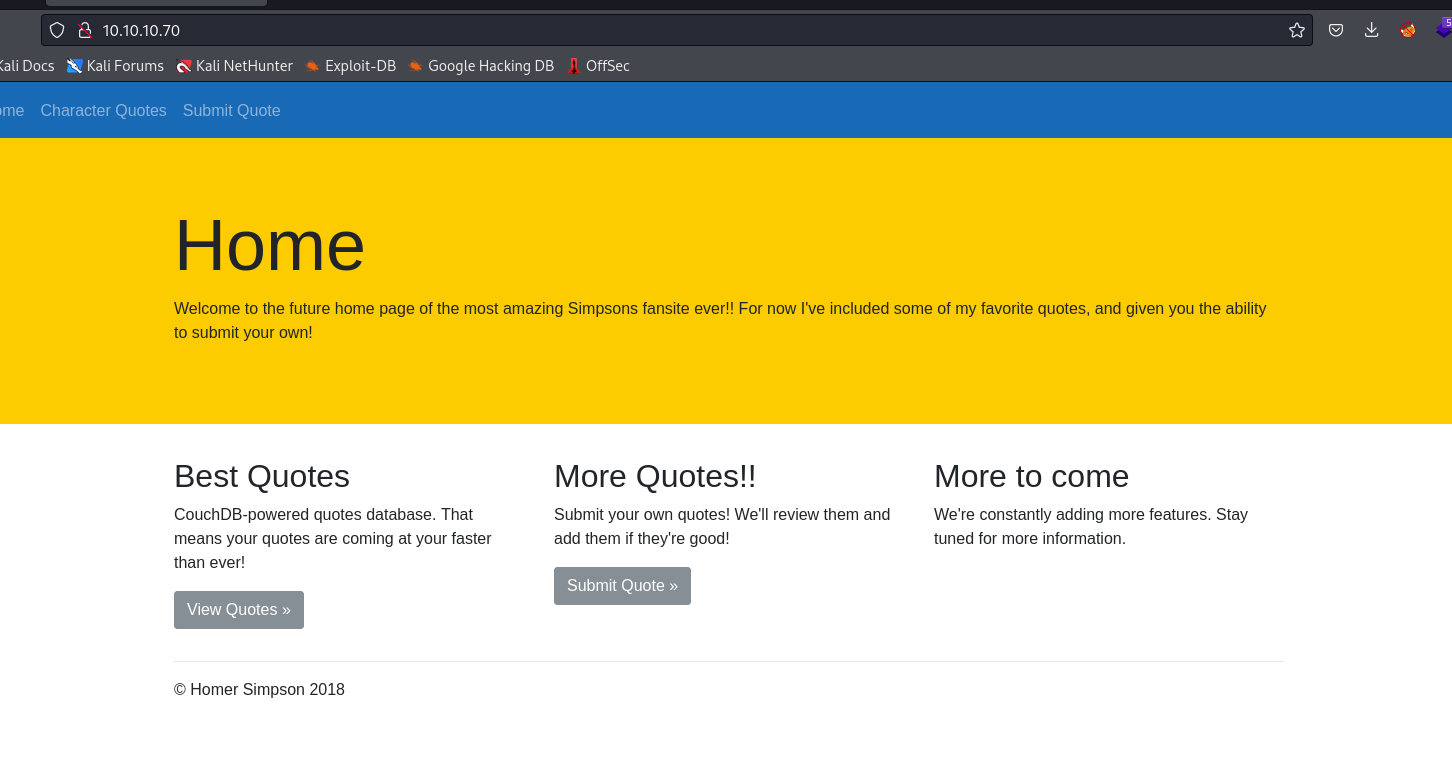 10.10.10.70
5
Kali Docs Kali Forums Kali NetHunter Exploit-DB Google Hacking DB OffSec
ome Character Quotes Submit Quote
Home
Welcome to the future home page of the most amazing Simpsons fansite ever!! For now I've included some of my favorite quotes, and given you the ability
to submit your own!
Best Quotes
CouchDB-powered quotes database. That
means your quotes are coming at your faster
than ever!
View Quotes »
More Quotes!!
Submit your own quotes! We'll review them and
add them if they're good!
Submit Quote »
More to come
We're constantly adding more features. Stay
tuned for more information.
© Homer Simpson 2018